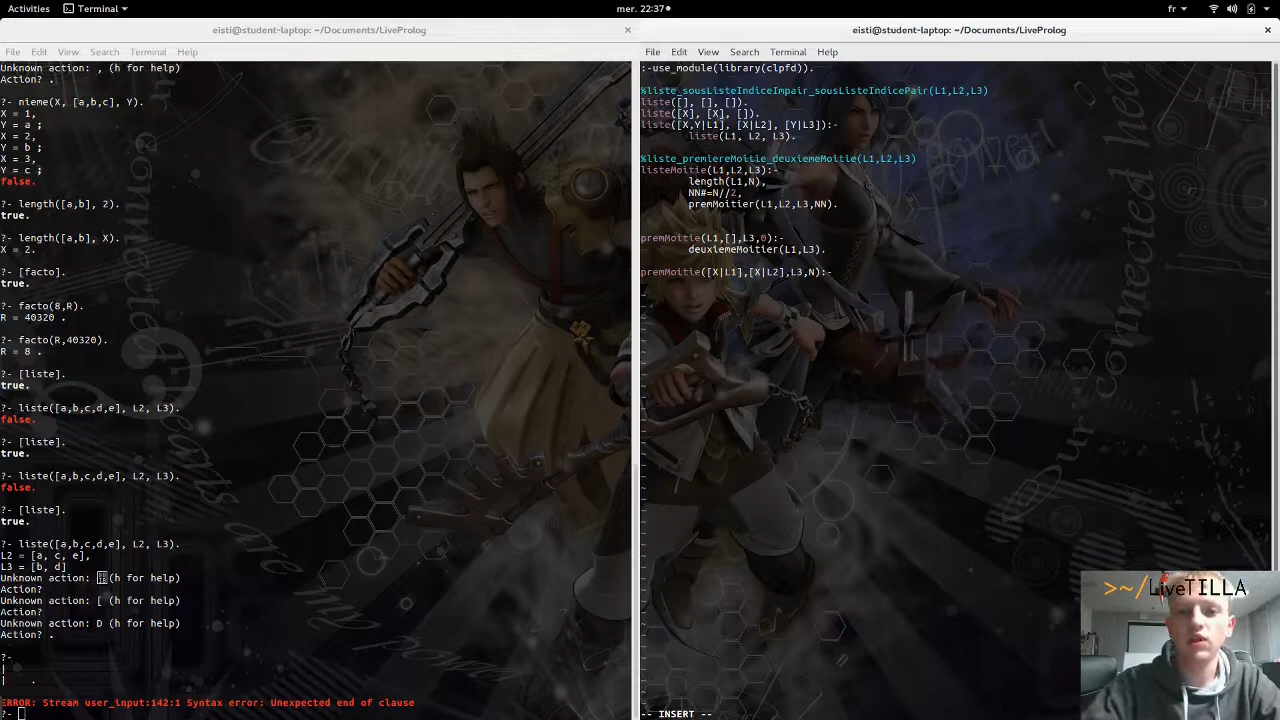 Activities Terminal mer. 22:37 fr
eisti@student-laptop: ~/Documents/LiveProlog ×
File Edit View Search Terminal Help
Unknown action: , (h for help)
Action? .
?- nieme(X, [a,b,c], Y).
X = 1,
Y = a ;
X = 2,
Y = b ;
X = 3,
Y = c ;
false.
?- length([a,b], 2).
true.
?- length([a,b], X).
X = 2.
?- [facto].
true.
?- facto(8,R).
R = 40320 .
?- facto(R,40320).
R = 8 .
?- [liste].
true.
?- liste([a,b,c,d,e], L2, L3).
false.
?- [liste].
true.
?- liste([a,b,c,d,e], L2, L3).
false.
?- [liste].
true.
?- liste([a,b,c,d,e], L2, L3).
L2 = [a, c, e],
L3 = [b, d]
Unknown action: (h for help)
Action?
Unknown action: [ (h for help)
Action?
Unknown action: D (h for help)
Action? .
?-
|
| .
ERROR: Stream user_input:142:1 Syntax error: Unexpected end of clause
?-
eisti@student-laptop: ~/Documents/LiveProlog ×
File Edit View Search Terminal Help
:-use_module(library(clpfd)).
%liste_sousListeIndiceImpair_sousListeIndicePair(L1,L2,L3)
liste([], [], []).
liste([X], [X], []).
liste([X,Y|L1], [X|L2], [Y|L3]):-
liste(L1, L2, L3).
%liste_premiereMoitie_deuxiemeMoitie(L1,L2,L3)
listeMoitie(L1,L2,L3):-
length(L1,N),
NN#=N//2,
premMoitier(L1,L2,L3,NN).
premMoitie(L1,[],L3,0):-
deuxiemeMoitier(L1,L3).
premMoitie([X|L1],[X|L2],L3,N):-
-- INSERT --
>~/LiveTILLA